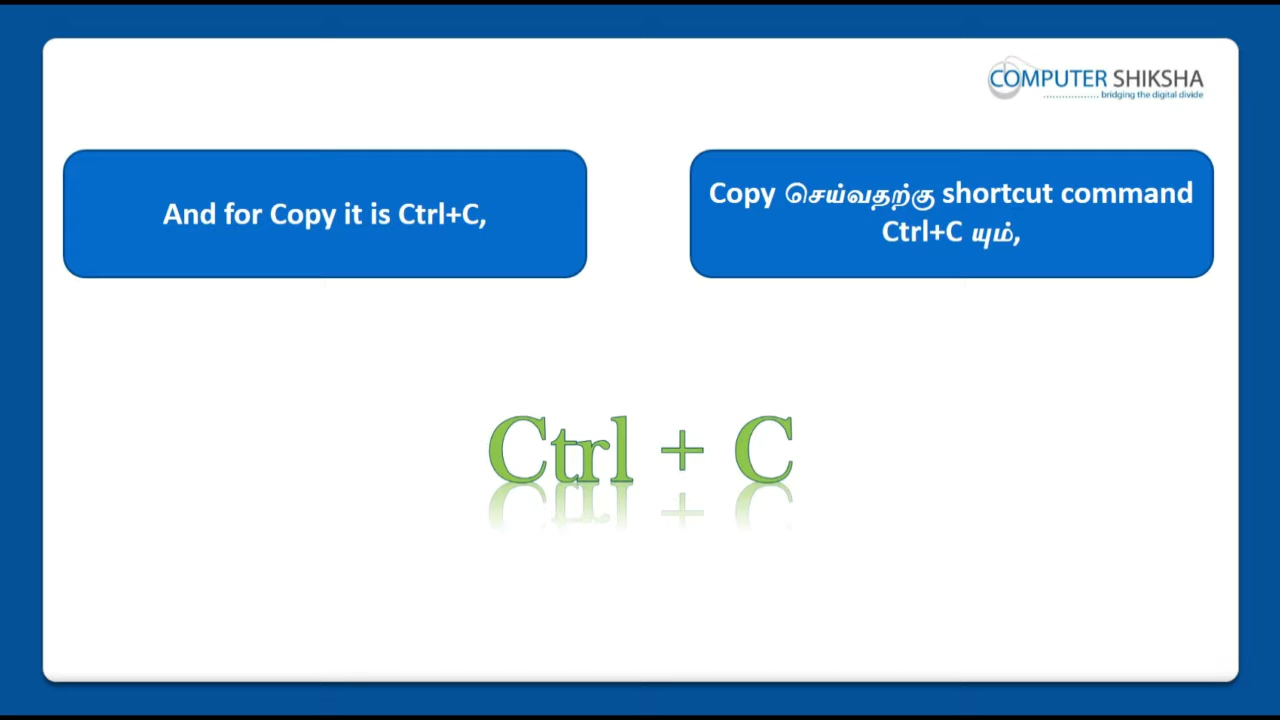 COMPUTER SHIKSHA
bridging the digital divide
And for Copy it is Ctrl+C,
Copy செய்வதற்கு shortcut command
Ctrl+C யும்,
Ctrl + C